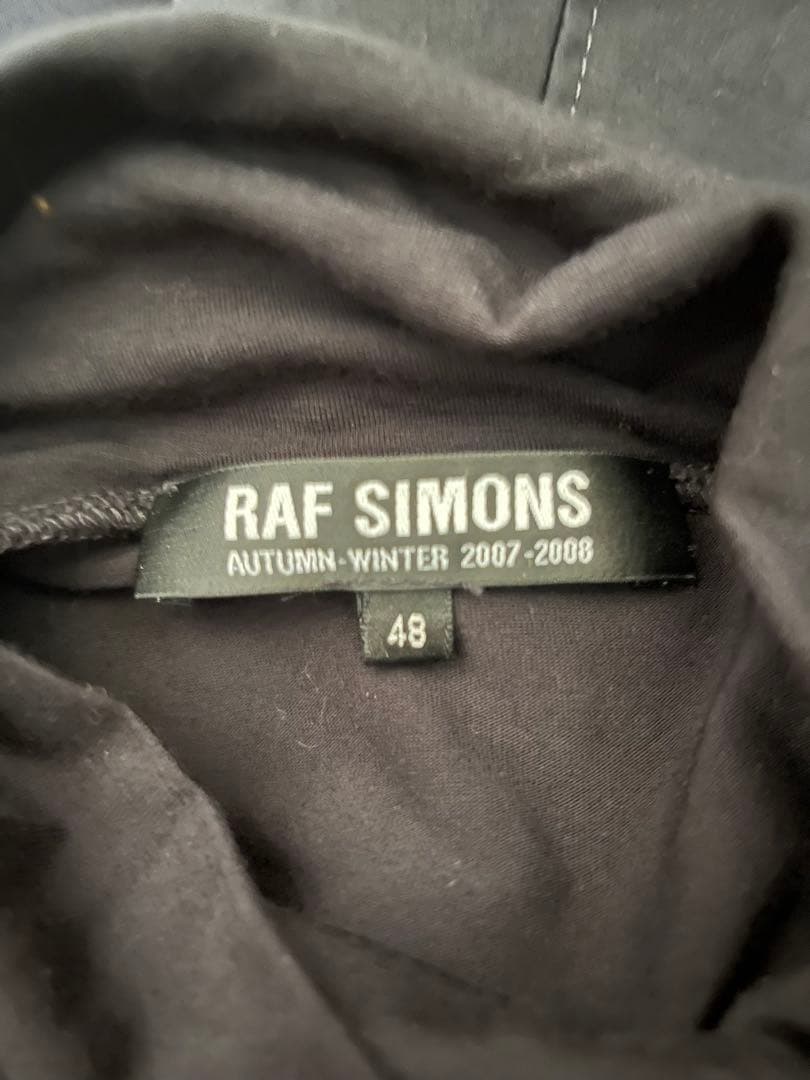 RAF SIMONS
AUTUMN-WINTER 2007-2008
48